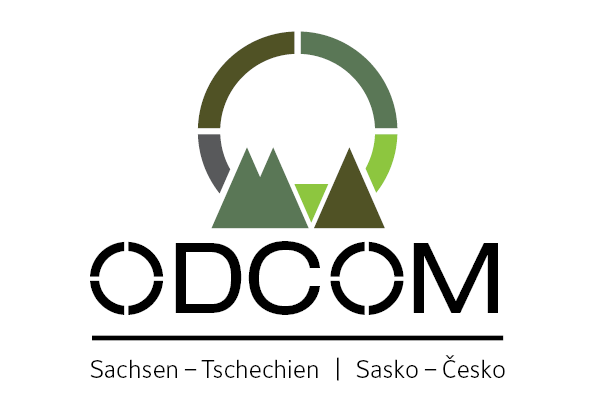 ODCOM
Sachsen – Tschechien | Sasko – Česko